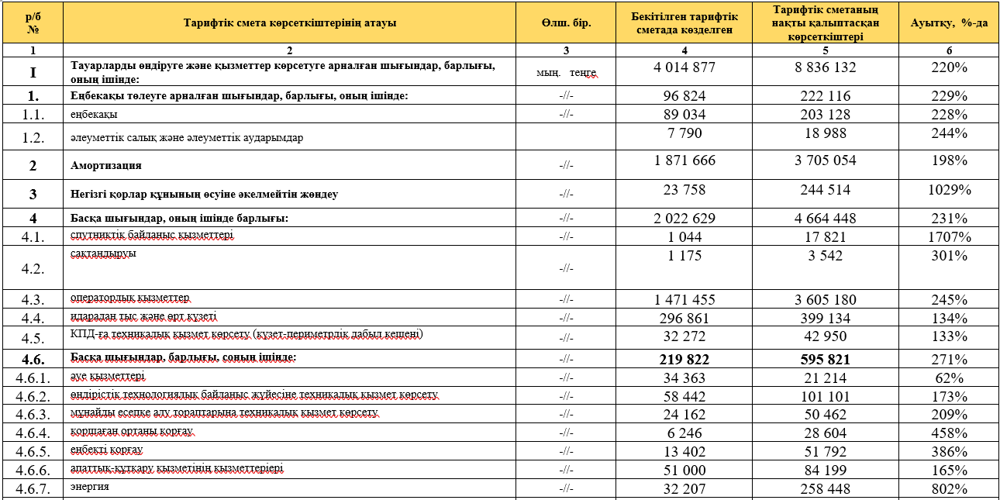 р/б № Тарифтік смета көрсеткіштерінің атауы Өлш. бір. Бекітілген тарифтік сметада көзделген Тарифтік сметаның нақты қалыптасқан көрсеткіштері Ауытқу, %-да
1 2 3 4 5 6
I Тауарларды өндіруге және қызметтер көрсетуге арналған шығындар, барлығы, оның ішінде: мың. теңге 4 014 877 8 836 132 220%
1. Еңбекақы төлеуге арналған шығындар, барлығы, оның ішінде: -//- 96 824 222 116 229%
1.1. еңбекақы -//- 89 034 203 128 228%
1.2. әлеуметтік салық және әлеуметтік аударымдар 7 790 18 988 244%
2 Амортизация -//- 1 871 666 3 705 054 198%
3 Негізгі қорлар құнының өсуіне әкелмейтін жөндеу -//- 23 758 244 514 1029%
4 Басқа шығындар, оның ішінде барлығы: -//- 2 022 629 4 664 448 231%
4.1. спутниктік байланыс қызметтері -//- 1 044 17 821 1707%
4.2. сақтандыруы -//- 1 175 3 542 301%
4.3. операторлық қызметтер -//- 1 471 455 3 605 180 245%
4.4. идарадан тыс және өрт күзеті -//- 296 861 399 134 134%
4.5. КПД-ға техникалық қызмет көрсету (күзет-периметрдік дабыл кешені) -//- 32 272 42 950 133%
4.6. Басқа шығындар, барлығы, соның ішінде: -//- 219 822 595 821 271%
4.6.1. әуе қызметтері -//- 34 363 21 214 62%
4.6.2. өндірістік технологиялық байланыс жүйесіне техникалық қызмет көрсету -//- 58 442 101 101 173%
4.6.3. мұнайды есепке алу тораптарына техникалық қызмет көрсету -//- 24 162 50 462 209%
4.6.4. қоршаған ортаны қорғау -//- 6 246 28 604 458%
4.6.5. еңбекті қорғау -//- 13 402 51 792 386%
4.6.6. апаттық-құтқару қызметінің қызметтеріері -//- 51 000 84 199 165%
4.6.7. энергия -//- 32 207 258 448 802%